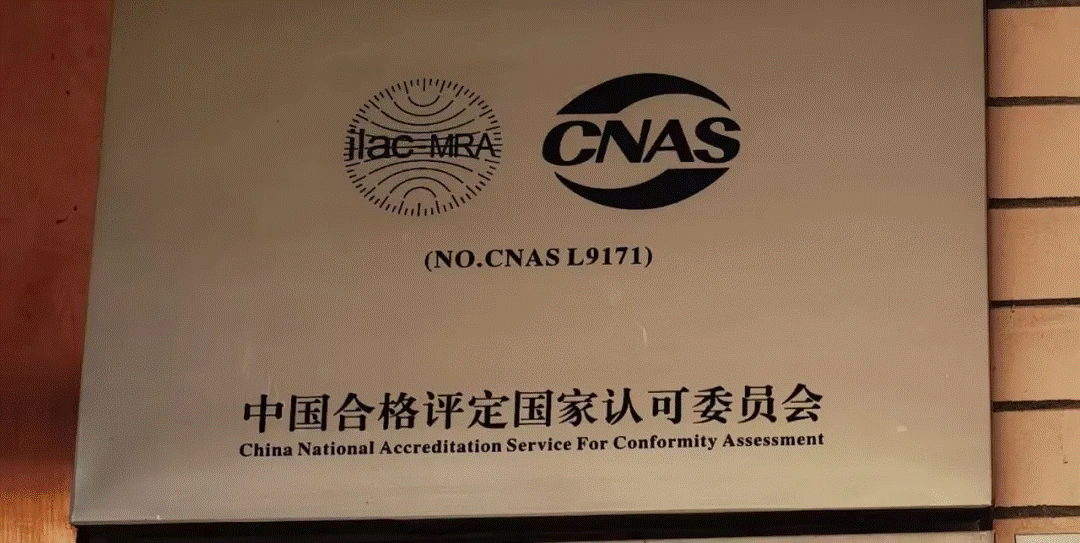 ilac-MRA CNAS
(NO.CNAS L9171)
中国合格评定国家认可委员会
China National Accreditation Service For Conformity Assessment